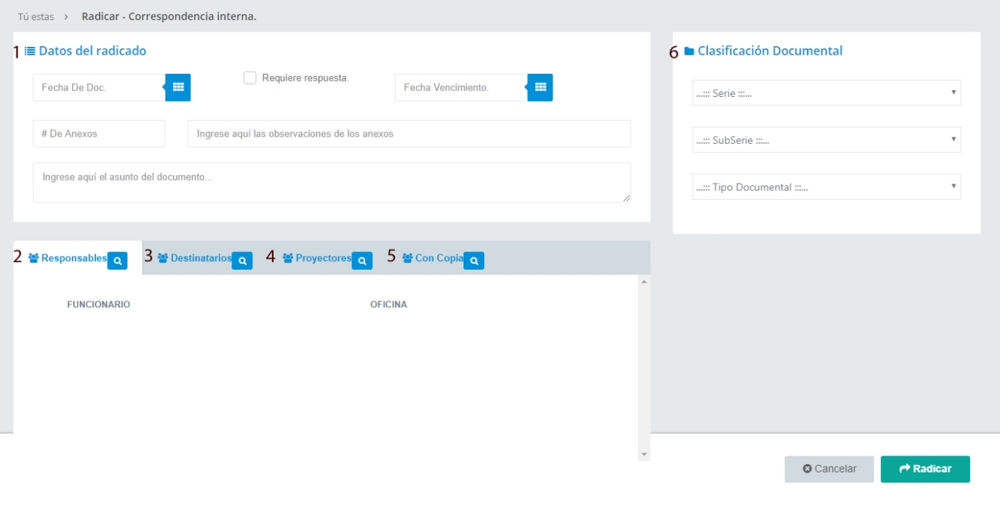 Tú estas > Radicar - Correspondencia interna.
1 Datos del radicado
Fecha De Doc.
Requiere respuesta.
Fecha Vencimiento.
# De Anexos
Ingrese aquí las observaciones de los anexos
Ingrese aquí el asunto del documento...
6 Clasificación Documental
...::: Serie :::...
...::: SubSerie :::...
...::: Tipo Documental :::...
2 Responsables 3 Destinatarios 4 Proyectores 5 Con Copia
FUNCIONARIO OFICINA
Cancelar Radicar